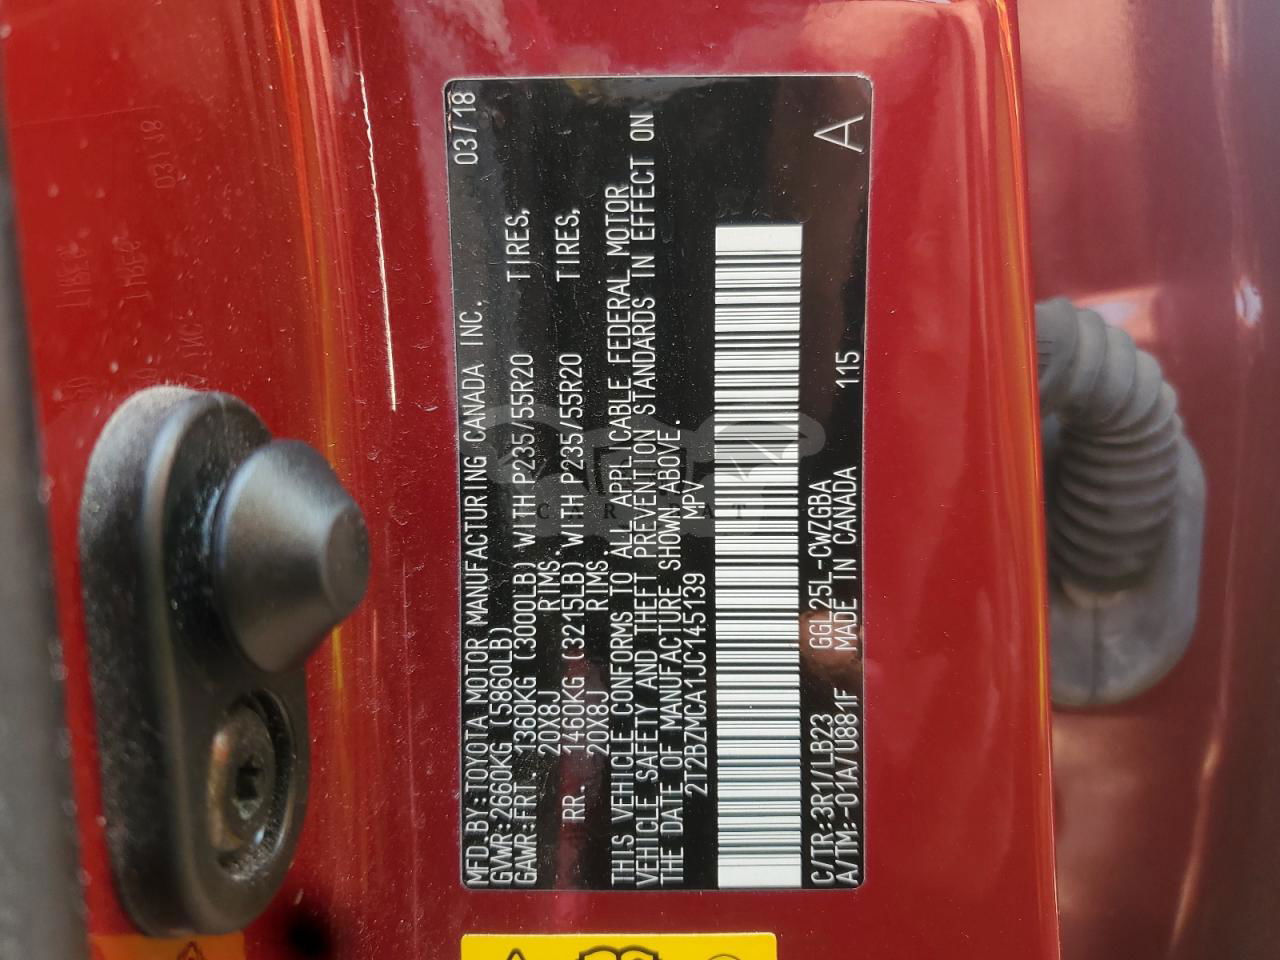 MFD.BY:TOYOTA MOTOR MANUFACTURING CANADA INC. 03/18
GVWR:2660KG (5860LB)
GAWR:FRT. 1360KG (3000LB) WITH P235/55R20 TIRES,
20X8J RIMS
RR. 1460KG (3215LB) WITH P235/55R20 TIRES,
20X8J RIMS
THIS VEHICLE CONFORMS TO ALL APPLICABLE FEDERAL MOTOR
VEHICLE SAFETY AND THEFT PREVENTION STANDARDS IN EFFECT ON
THE DATE OF MANUFACTURE SHOWN ABOVE.
2T2BZMCA1JC145139 MPV
C/TR:3R1/LB23 GGL25L-CWZGBA
A/TM:-01A/U881F MADE IN CANADA 115
A
03/18